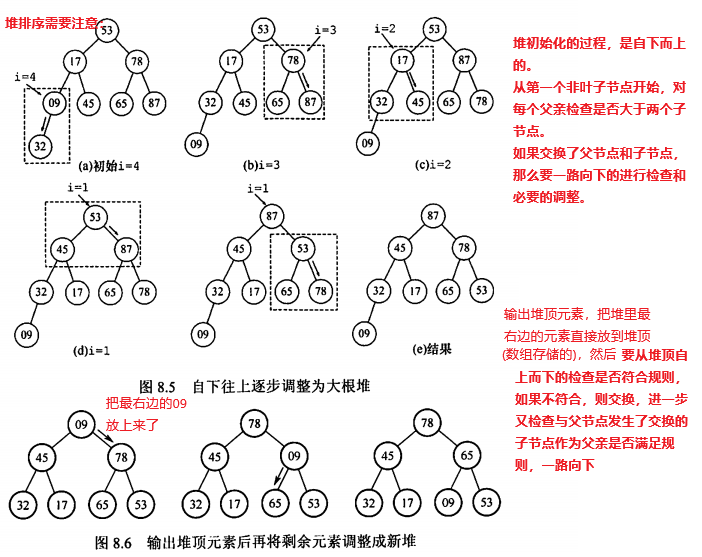 堆排序需要注意:
53
17
78
i=4
09
45
65
87
32
(a)初始i=4
53
i=3
17
78
32
45
65
87
09
(b)i=3
i=2
53
17
87
32
45
65
78
09
(c)i=2
堆初始化的过程，是自下而上
的。
从第一个非叶子节点开始，对
每个父亲检查是否大于两个子
节点。
如果交换了父节点和子节点，
那么要一路向下的进行检查和
必要的调整。
i=1
53
45
87
32
17
65
78
09
(d)i=1
i=1
87
45
53
32
17
65
78
09
87
45
78
32
17
65
53
09
(e)结果
图 8.5 自下往上逐步调整为大根堆
输出堆顶元素，把堆里最
右边的元素直接放到堆顶
(数组存储的)，然后 要从堆顶自
上而下的检查是否符合规则，
如果不符合，则交换，进一步
又检查与父节点发生了交换的
子节点作为父亲是否满足规
则，一路向下
把最右边的09
放上来了
09
45
78
32
17
65
53
78
45
09
32
17
65
53
78
45
65
32
17
09
53
图 8.6 输出堆顶元素后再将剩余元素调整成新堆